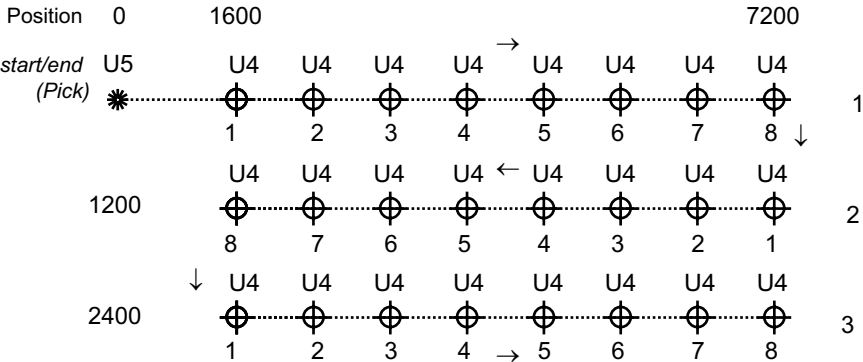 Position 0 1600 7200
→
start/end U5 U4 U4 U4 U4 U4 U4 U4 U4
(Pick)
1
1 2 3 4 5 6 7 8 ↓
U4 U4 U4 U4 ← U4 U4 U4 U4
1200 2
8 7 6 5 4 3 2 1
↓ U4 U4 U4 U4 U4 U4 U4 U4
2400 3
1 2 3 4 → 5 6 7 8